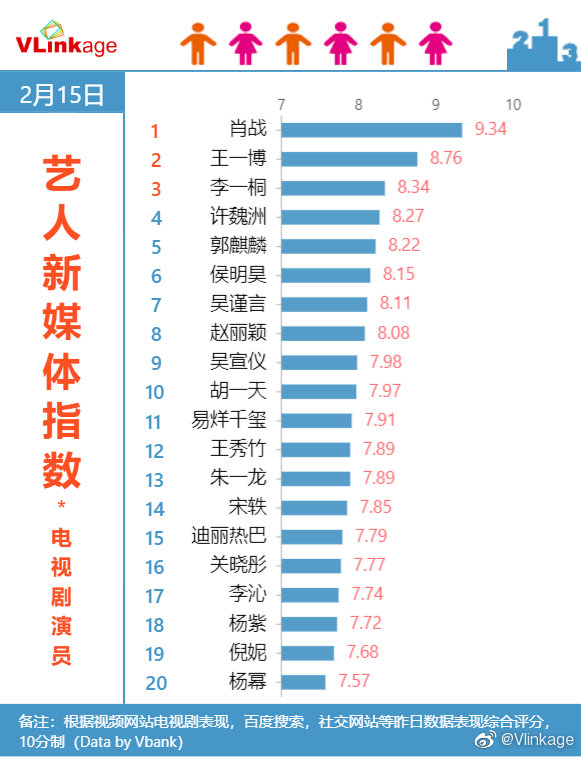 VLinkage
1
2
3
2月15日
艺人新媒体指数
*
电视剧演员
7 8 9 10
1 肖战 9.34
2 王一博 8.76
3 李一桐 8.34
4 许魏洲 8.27
5 郭麒麟 8.22
6 侯明昊 8.15
7 吴谨言 8.11
8 赵丽颖 8.08
9 吴宣仪 7.98
10 胡一天 7.97
11 易烊千玺 7.91
12 王秀竹 7.89
13 朱一龙 7.89
14 宋轶 7.85
15 迪丽热巴 7.79
16 关晓彤 7.77
17 李沁 7.74
18 杨紫 7.72
19 倪妮 7.68
20 杨幂 7.57
备注：根据视频网站电视剧表现，百度搜索，社交网站等昨日数据表现综合评分，
10分制（Data by Vbank）
@Vlinkage